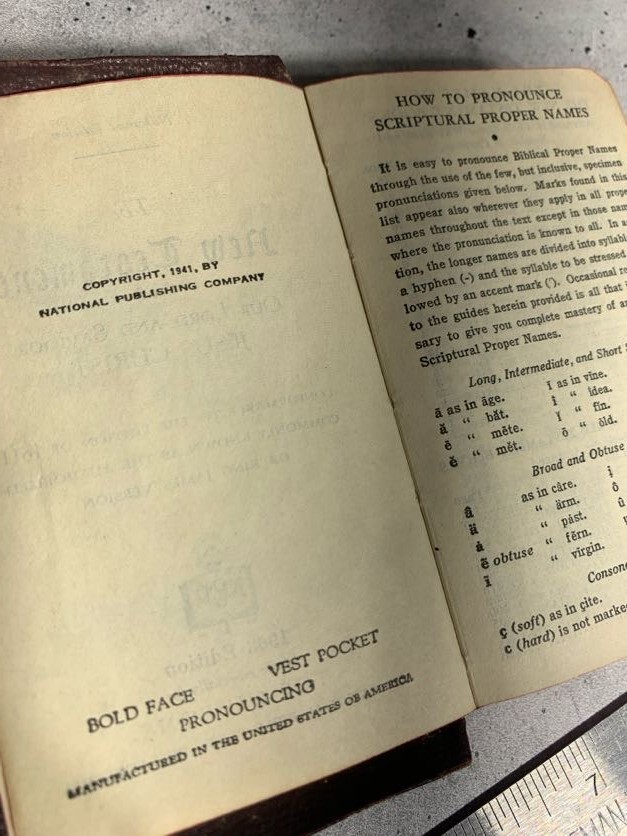 COPYRIGHT, 1941, BY
NATIONAL PUBLISHING COMPANY
BOLD FACE VEST POCKET
PRONOUNCING
MANUFACTURED IN THE UNITED STATES OB AMERICA
HOW TO PRONOUNCE
SCRIPTURAL PROPER NAMES
It is easy to pronounce Biblical Proper Names
through the use of the few, but inclusive, specimen
pronunciations given below. Marks found in this
list appear also wherever they apply in all prope
names throughout the text except in those nam
where the pronunciation is known to all. In a
tion, the longer names are divided into syllabl
a hyphen (-) and the syllable to be stressed
lowed by an accent mark ('). Occasional re
to the guides herein provided is all that
sary to give you complete mastery of a
Scriptural Proper Names.
Long, Intermediate, and Short
ā as in āge. ī as in vīne.
ă “ băt. î “ îdea.
ē “ mēte. ĭ “ fĭn.
ĕ “ mĕt. ō “ ōld.
Broad and Obtuse
â as in câre.
ä “ ärm. ô
ȧ “ pȧst. û
ẽ obtuse “ fẽrn.
ĩ “ vĩrgin.
Conson
ç (soft) as in çite.
c (hard) is not marke
7